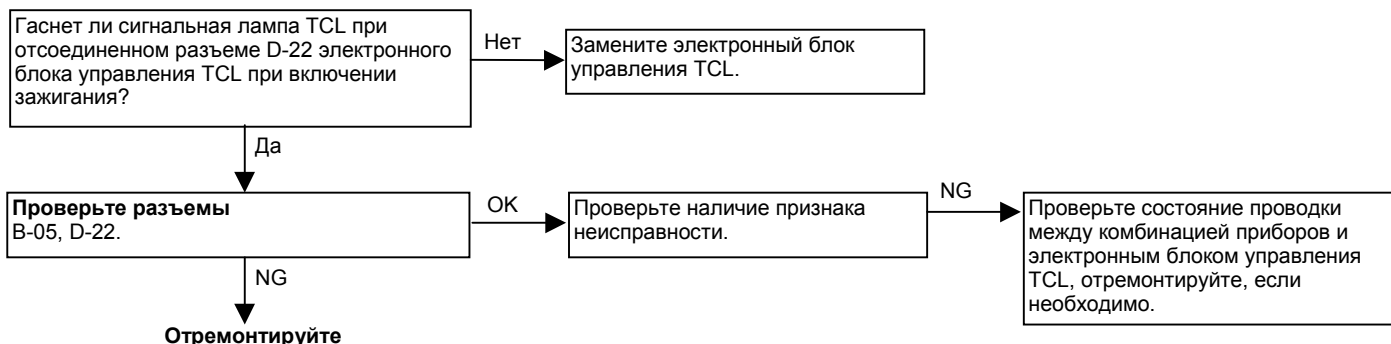 Гаснет ли сигнальная лампа TCL при
отсоединенном разъеме D-22 электронного
блока управления TCL при включении
зажигания?
Нет
Замените электронный блок
управления TCL.
Да
Проверьте разъемы
B-05, D-22.
OK
Проверьте наличие признака
неисправности.
NG
Проверьте состояние проводки
между комбинацией приборов и
электронным блоком управления
TCL, отремонтируйте, если
необходимо.
NG
Отремонтируйте